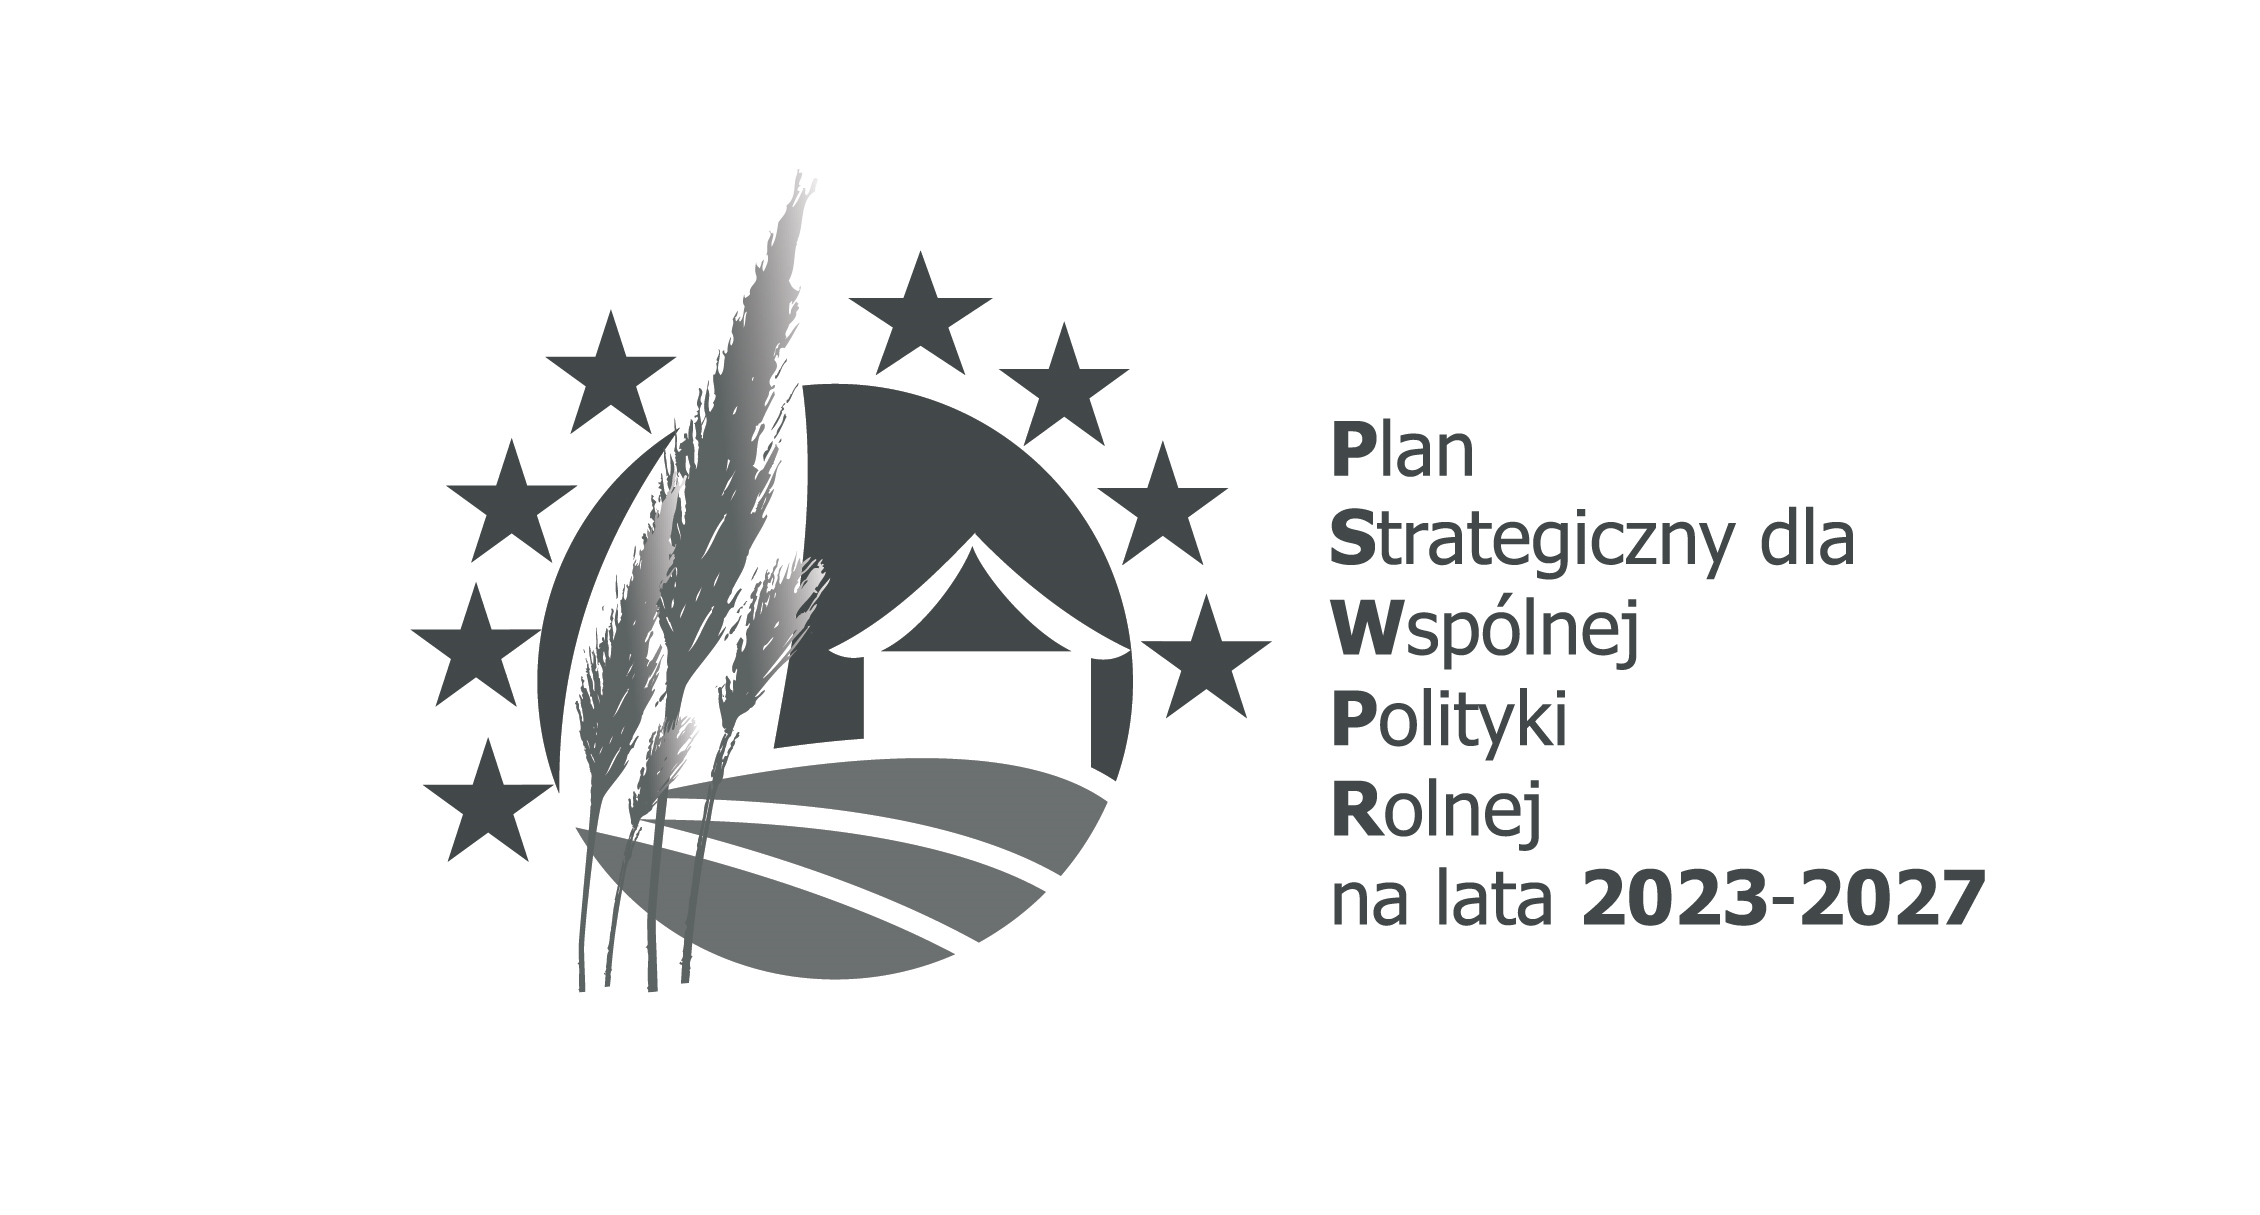 Plan
Strategiczny dla
Wspólnej
Polityki
Rolnej
na lata 2023-2027